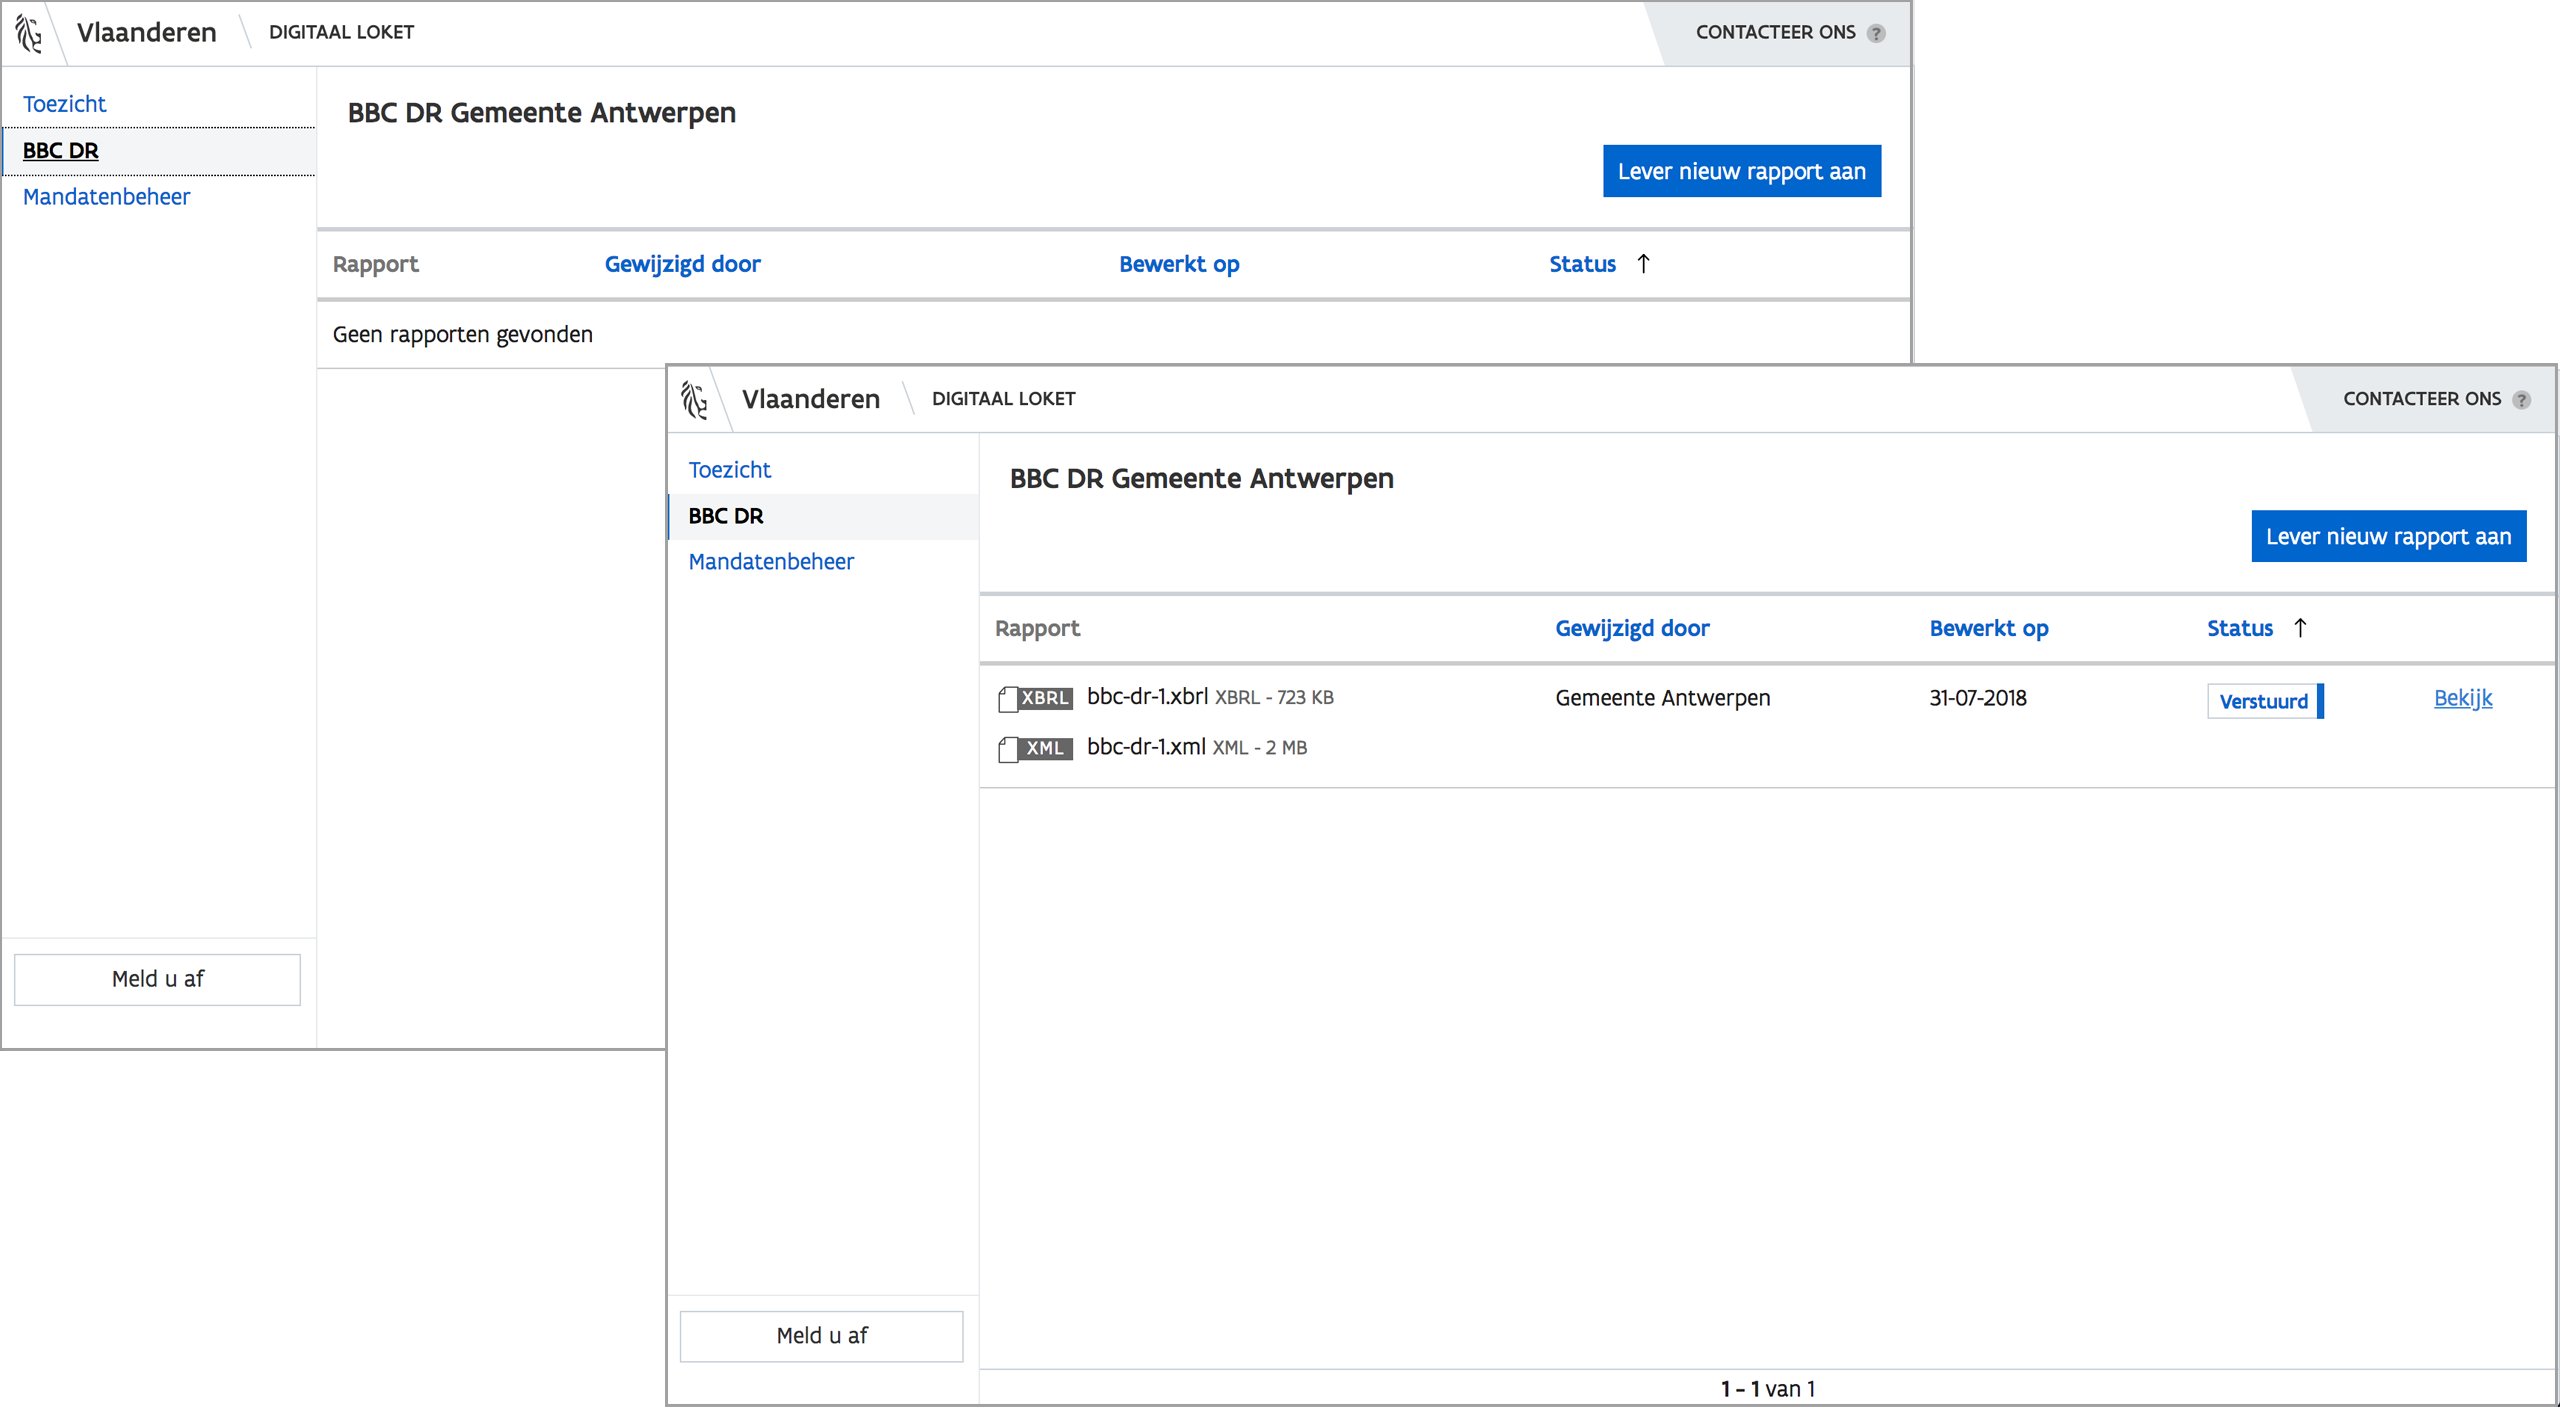 Vlaanderen DIGITAAL LOKET CONTACTEER ONS ?
Toezicht
BBC DR
Mandatenbeheer
BBC DR Gemeente Antwerpen
Lever nieuw rapport aan
Rapport Gewijzigd door Bewerkt op Status ↑
Geen rapporten gevonden
Meld u af
Vlaanderen DIGITAAL LOKET CONTACTEER ONS ?
Toezicht
BBC DR
Mandatenbeheer
BBC DR Gemeente Antwerpen
Lever nieuw rapport aan
Rapport Gewijzigd door Bewerkt op Status ↑
XBRL bbc-dr-1.xbrl XBRL - 723 KB Gemeente Antwerpen 31-07-2018 Verstuurd Bekijk
XML bbc-dr-1.xml XML - 2 MB
Meld u af
1 - 1 van 1